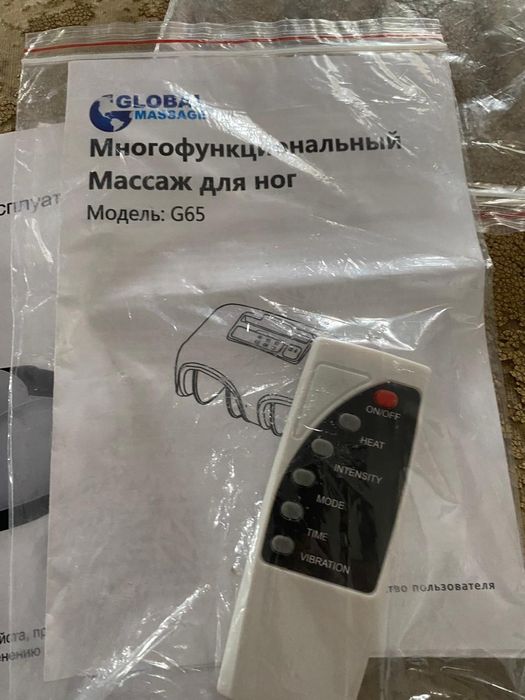 GLOBAL
MASSAGE
Многофункциональный
Массаж для ног
Модель: G65
ON/OFF
HEAT
INTENSITY
MODE
TIME
VIBRATION
пользователя